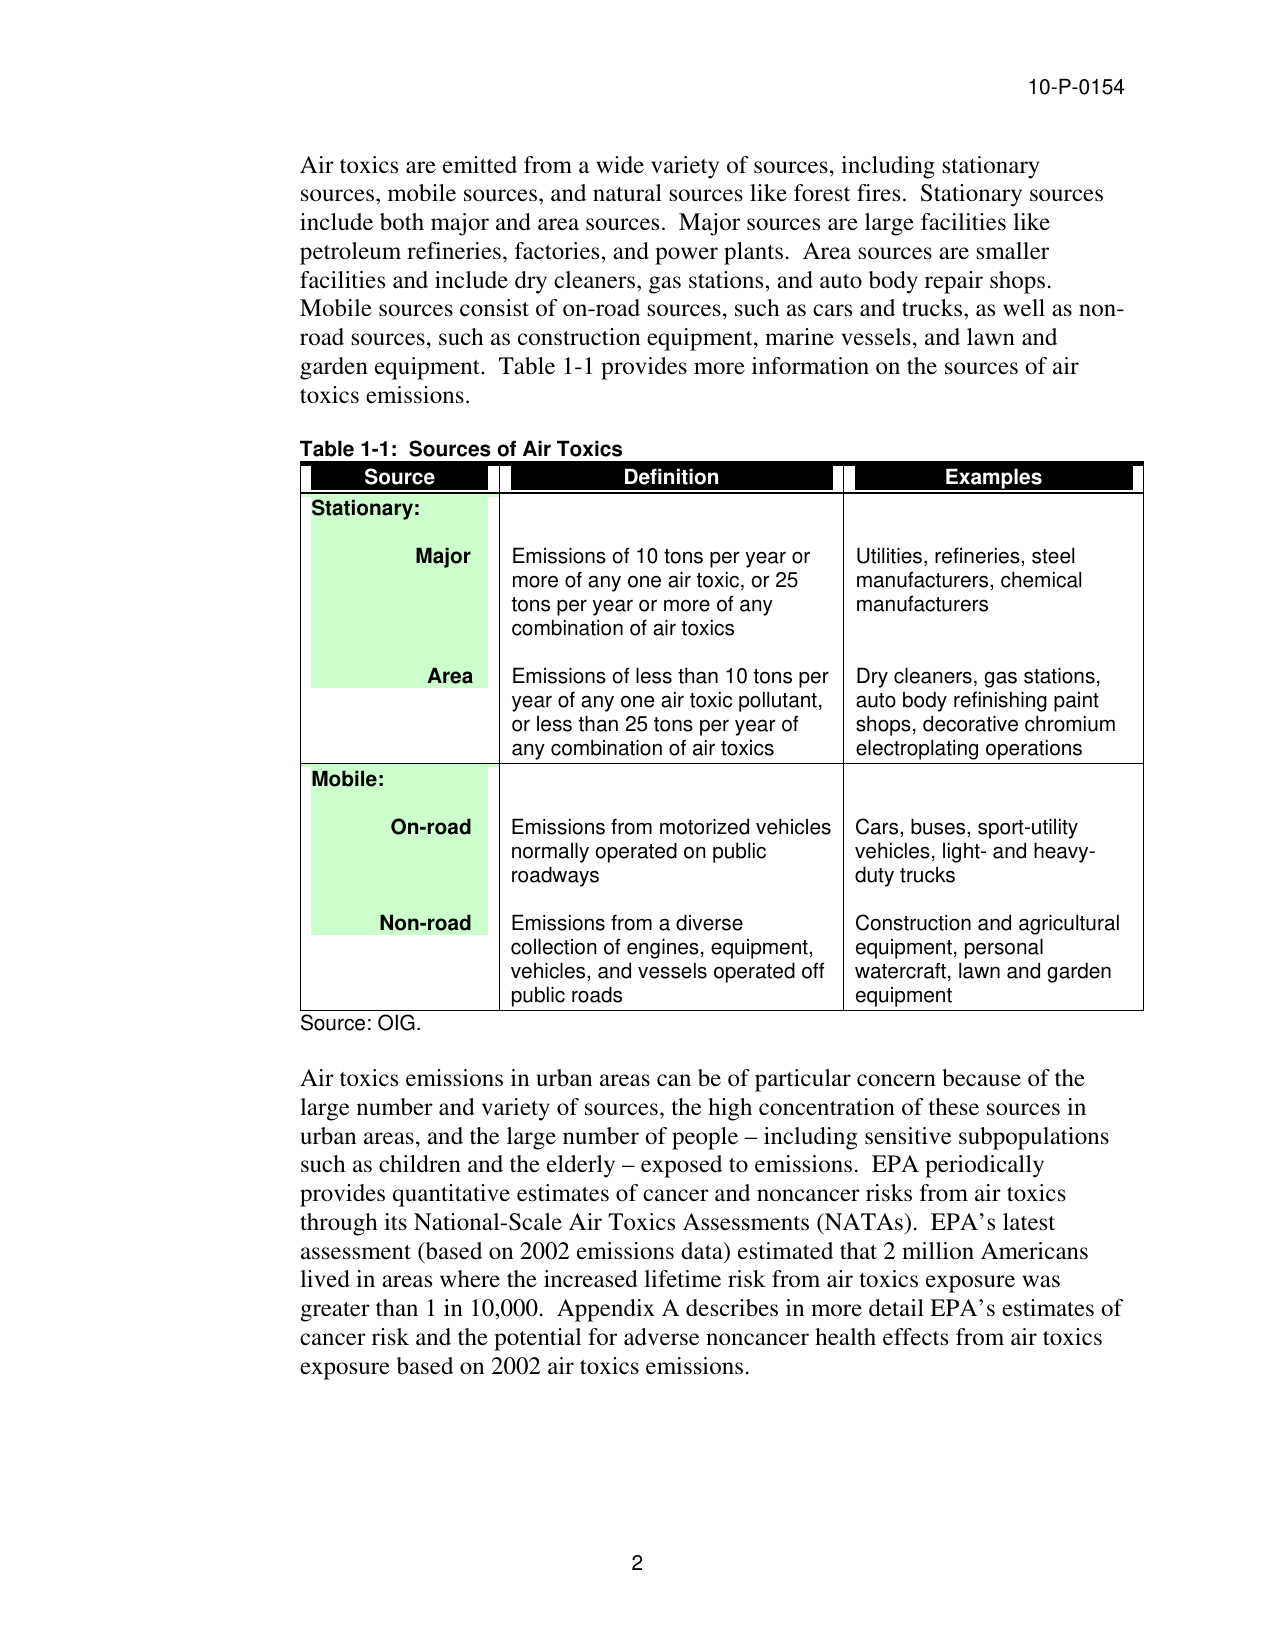 10-P-0154
Air toxics are emitted from a wide variety of sources, including stationary
sources, mobile sources, and natural sources like forest fires.  Stationary sources
include both major and area sources.  Major sources are large facilities like
petroleum refineries, factories, and power plants.  Area sources are smaller
facilities and include dry cleaners, gas stations, and auto body repair shops.
Mobile sources consist of on-road sources, such as cars and trucks, as well as non-
road sources, such as construction equipment, marine vessels, and lawn and
garden equipment.  Table 1-1 provides more information on the sources of air
toxics emissions.
Table 1-1:  Sources of Air Toxics
Source Definition Examples
Stationary:
Major
Emissions of 10 tons per year or
more of any one air toxic, or 25
tons per year or more of any
combination of air toxics
Utilities, refineries, steel
manufacturers, chemical
manufacturers
Area
Emissions of less than 10 tons per
year of any one air toxic pollutant,
or less than 25 tons per year of
any combination of air toxics
Dry cleaners, gas stations,
auto body refinishing paint
shops, decorative chromium
electroplating operations
Mobile:
On-road
Emissions from motorized vehicles
normally operated on public
roadways
Cars, buses, sport-utility
vehicles, light- and heavy-
duty trucks
Non-road
Emissions from a diverse
collection of engines, equipment,
vehicles, and vessels operated off
public roads
Construction and agricultural
equipment, personal
watercraft, lawn and garden
equipment
Source: OIG.
Air toxics emissions in urban areas can be of particular concern because of the
large number and variety of sources, the high concentration of these sources in
urban areas, and the large number of people – including sensitive subpopulations
such as children and the elderly – exposed to emissions.  EPA periodically
provides quantitative estimates of cancer and noncancer risks from air toxics
through its National-Scale Air Toxics Assessments (NATAs).  EPA’s latest
assessment (based on 2002 emissions data) estimated that 2 million Americans
lived in areas where the increased lifetime risk from air toxics exposure was
greater than 1 in 10,000.  Appendix A describes in more detail EPA’s estimates of
cancer risk and the potential for adverse noncancer health effects from air toxics
exposure based on 2002 air toxics emissions.
2